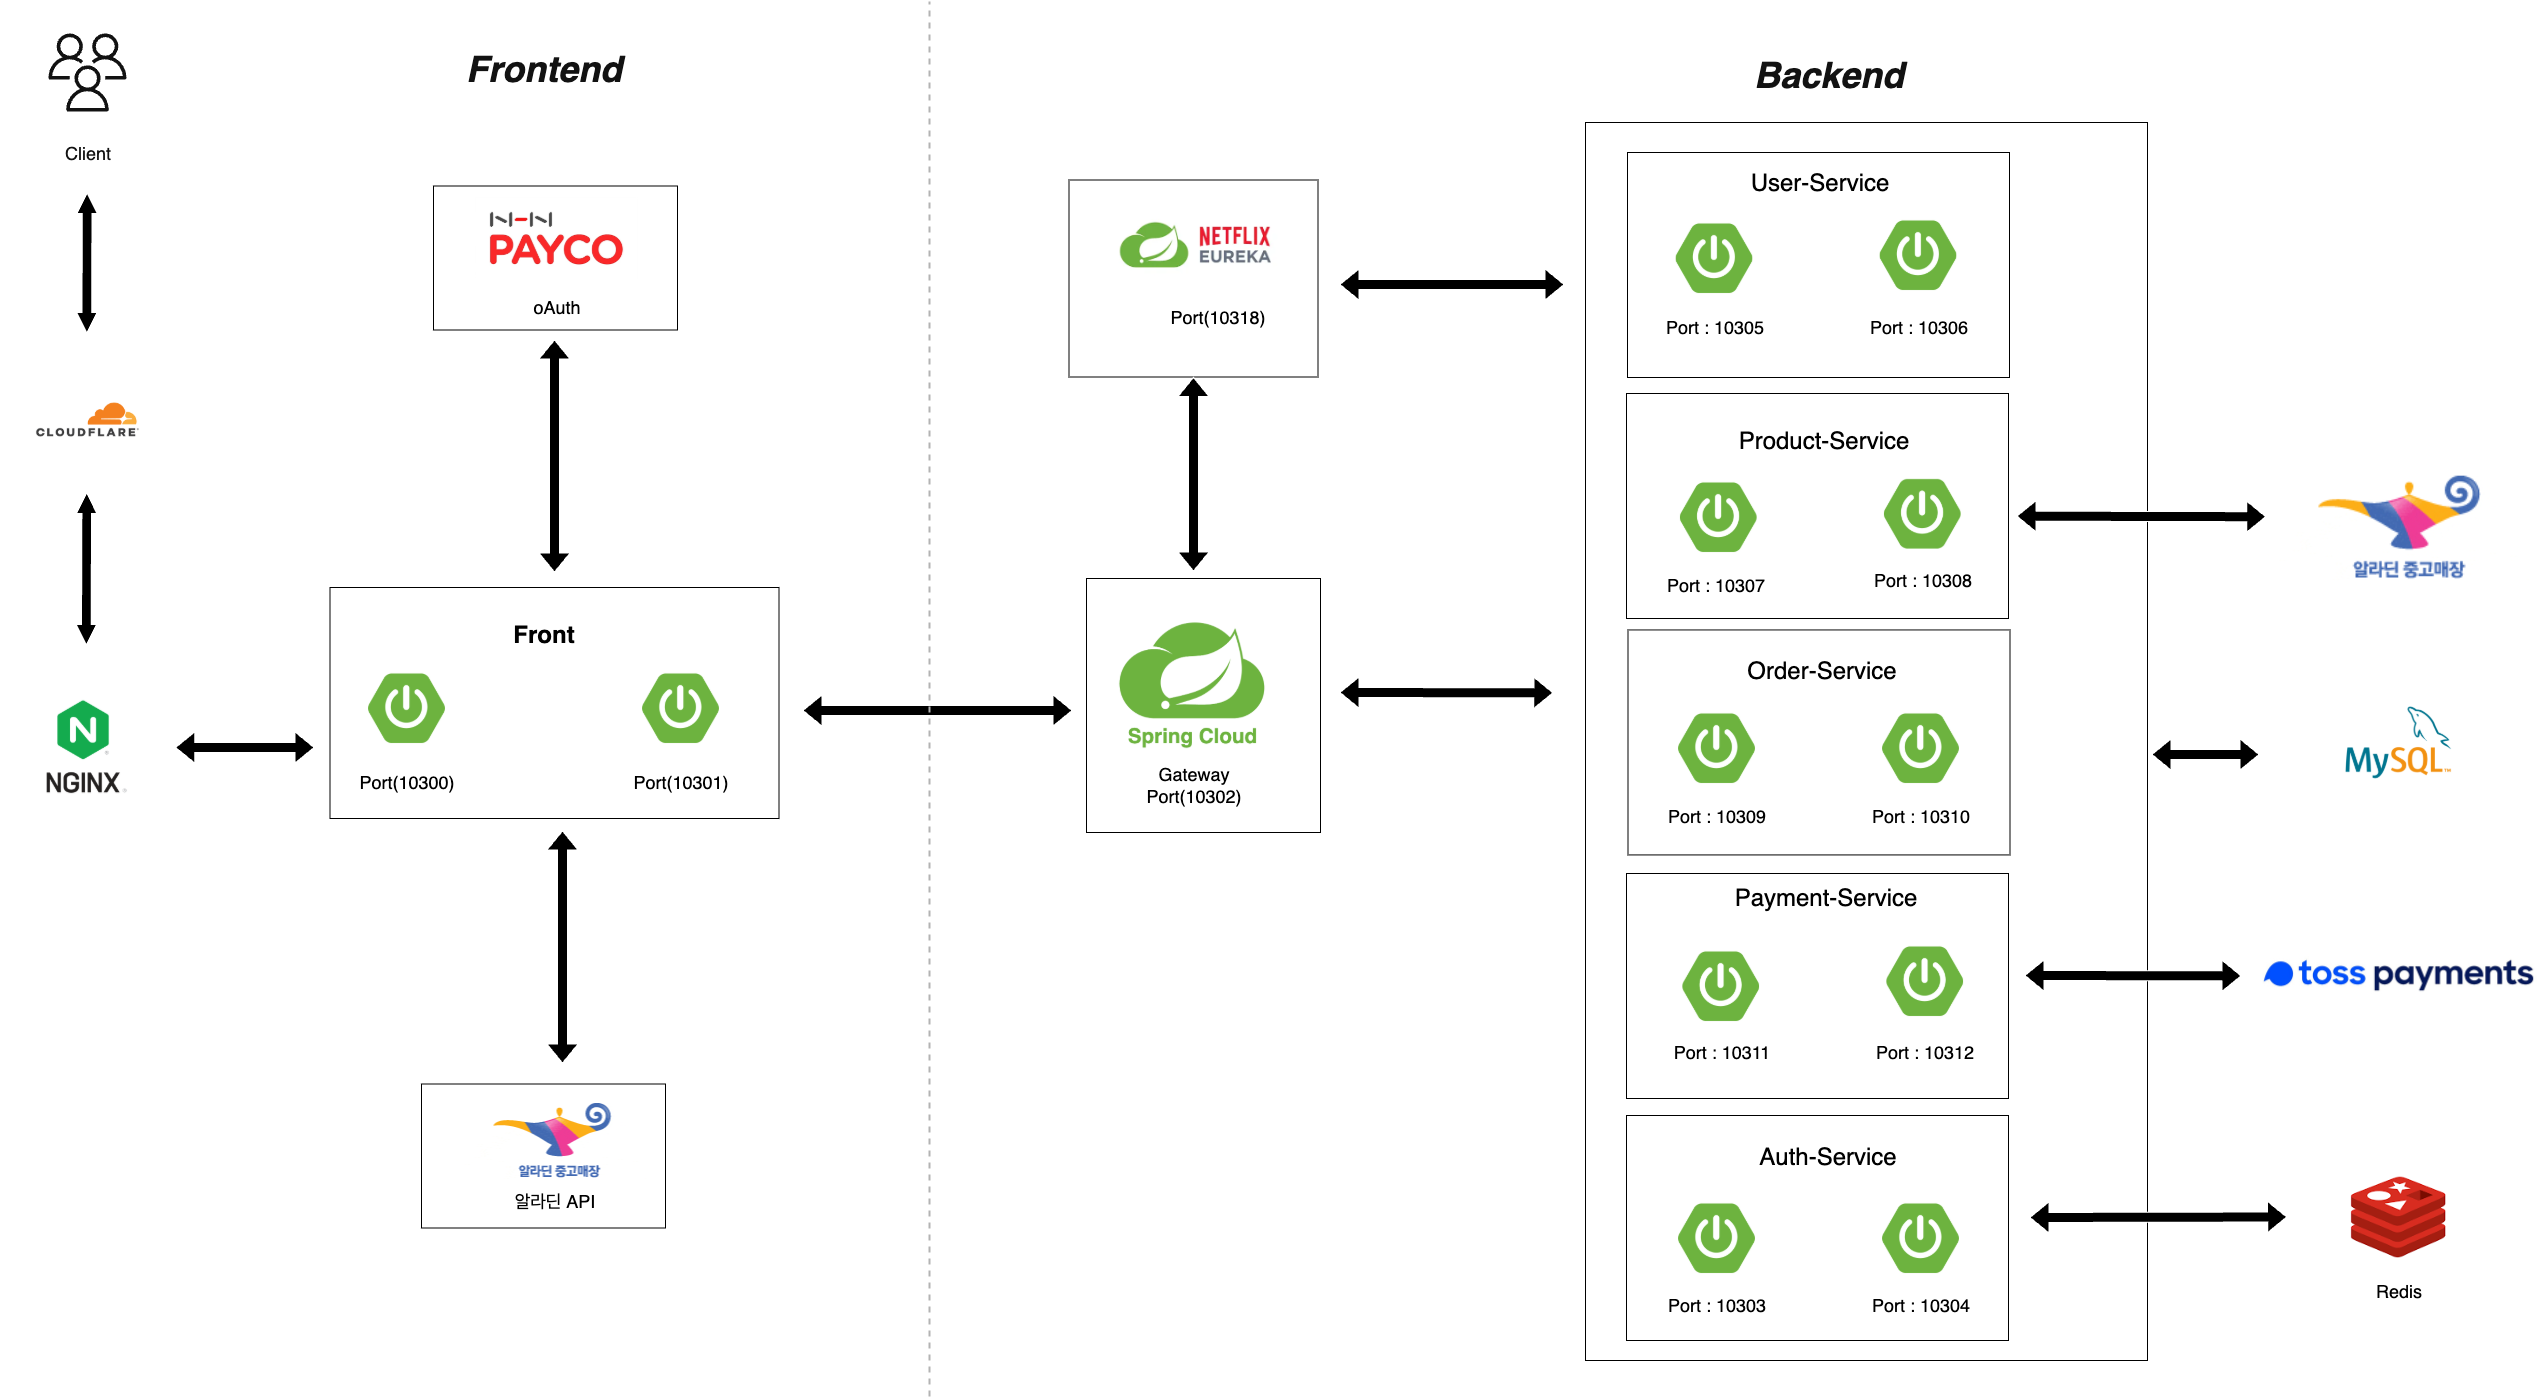 Client
CLOUDFLARE
NGINX
Frontend
NHN
PAYCO
oAuth
Front
Port(10300)
Port(10301)
알라딘 중고매장
알라딘 API
Backend
NETFLIX
EUREKA
Port(10318)
Spring Cloud
Gateway
Port(10302)
User-Service
Port : 10305
Port : 10306
Product-Service
Port : 10307
Port : 10308
Order-Service
Port : 10309
Port : 10310
Payment-Service
Port : 10311
Port : 10312
Auth-Service
Port : 10303
Port : 10304
알라딘 중고매장
MySQL™
toss payments
Redis